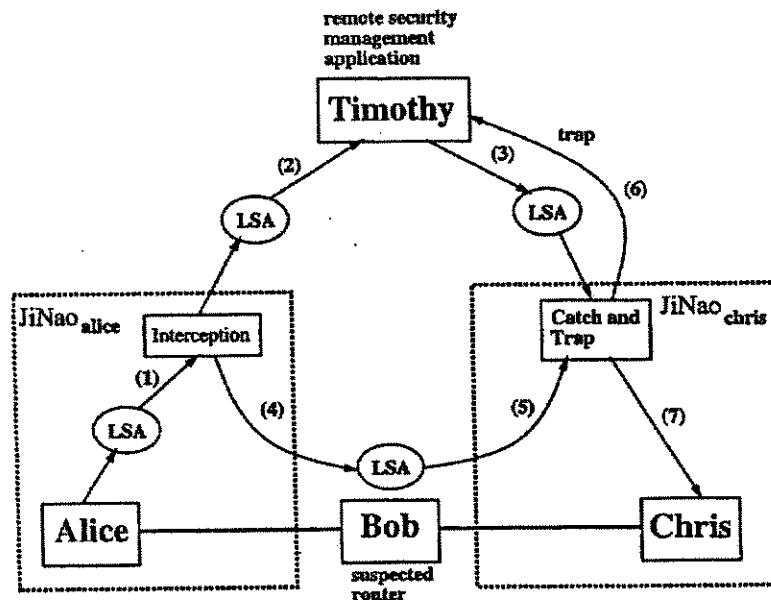 remote security
management
application
Timothy
trap
(2)
(3)
(6)
LSA
LSA
JiNao alice
JiNao chris
Interception
Catch and
Trap
(1)
(4)
(5)
(7)
LSA
LSA
Alice
Bob
Chris
suspected
router